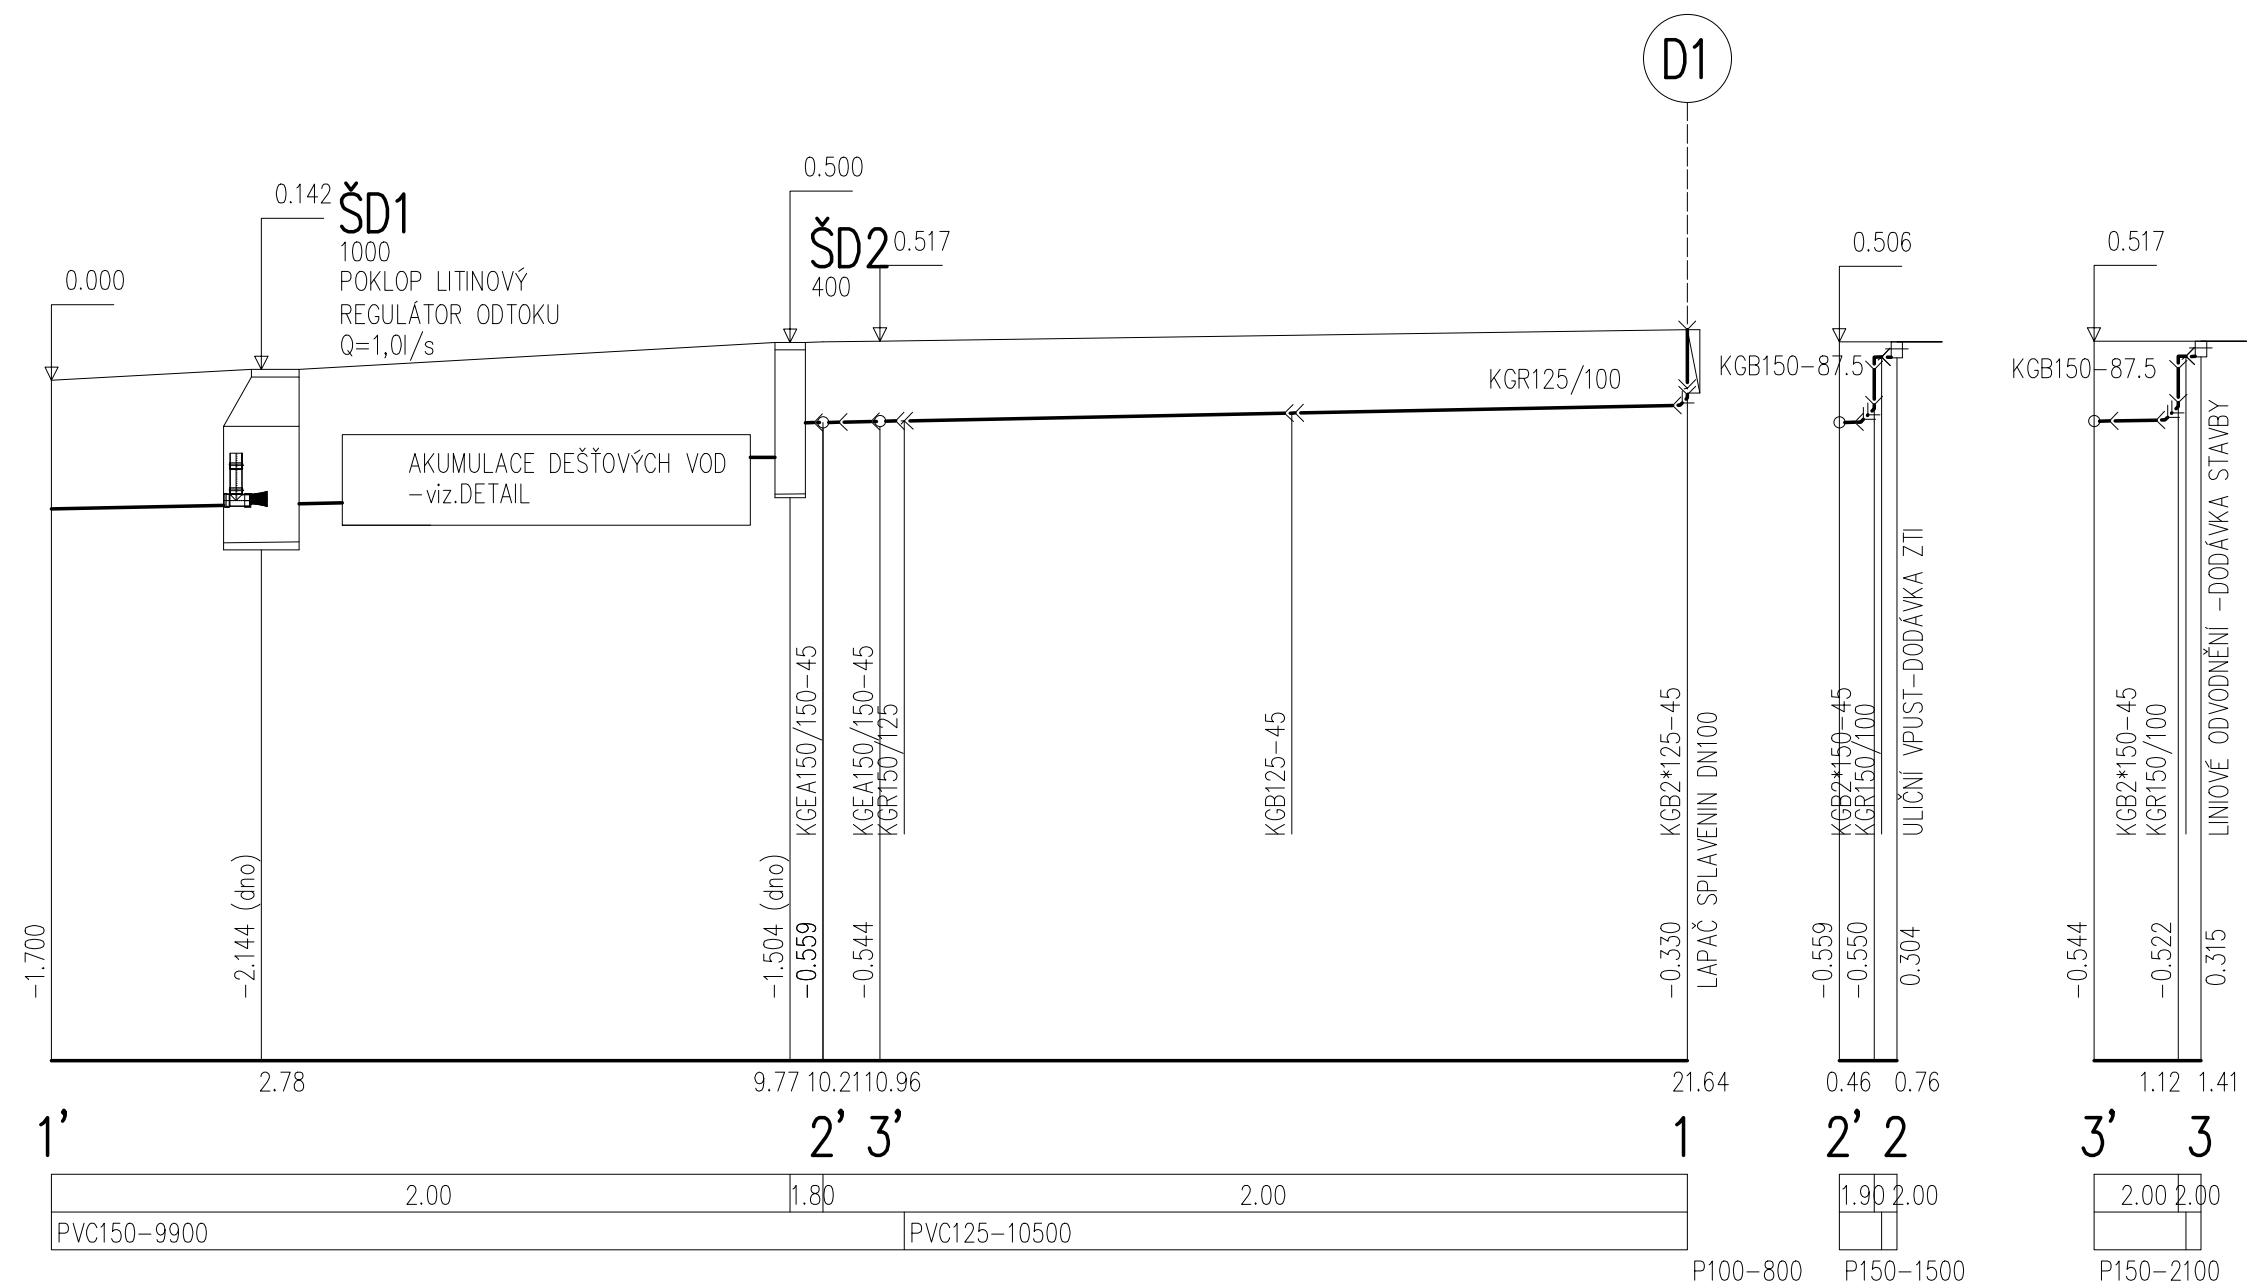 D1
0.500
0.142
ŠD1
1000
POKLOP LITINOVÝ
REGULÁTOR ODTOKU
Q=1,0l/s
0.000
ŠD2
400
0.517
0.506
0.517
KGR125/100
KGB150-87.5
KGB150-87.5
AKUMULACE DEŠŤOVÝCH VOD
-viz.DETAIL
-1.700
-2.144 (dno)
-1.504 (dno)
KGEA150/150-45
-0.559
KGEA150/150-45
-0.544
KGR150/125
KGB125-45
KGB2*125-45
-0.330
LAPAČ SPLAVENIN DN100
-0.559
KGB2*150-45
-0.550
KGR150/100
ULIČNÍ VPUST-DODÁVKA ZTI
0.304
-0.544
KGB2*150-45
KGR150/100
-0.522
LINIOVÉ ODVODNĚNÍ -DODÁVKA STAVBY
0.315
2.78 9.77 10.21 10.96 21.64 0.46 0.76 1.12 1.41
1' 2' 3' 1 2' 2 3' 3
2.00 1.80 2.00 1.90 2.00 2.00 2.00
PVC150-9900 PVC125-10500
P100-800 P150-1500 P150-2100